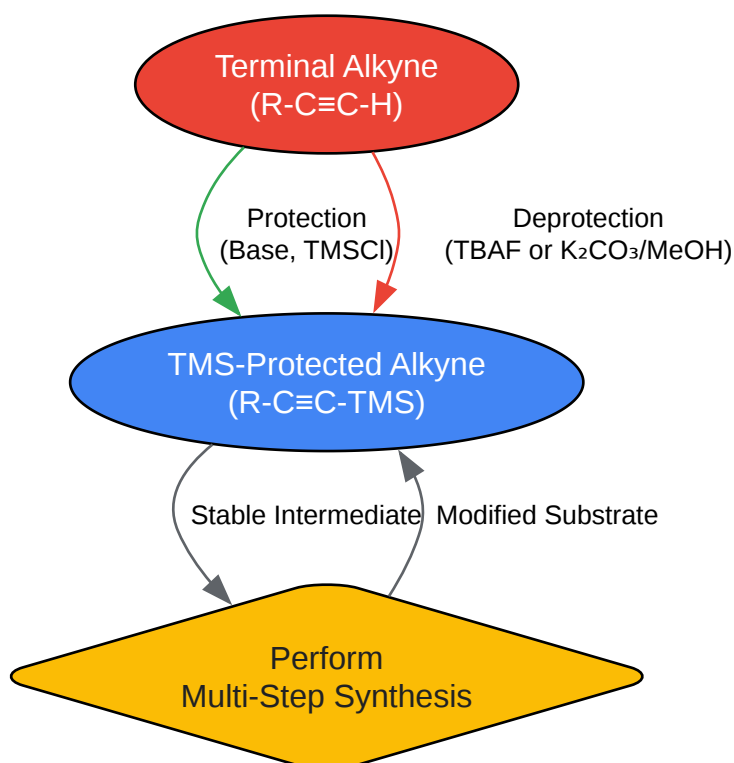 Terminal Alkyne
(R-C≡C-H)
Protection
(Base, TMSCl)
Deprotection
(TBAF or K₂CO₃/MeOH)
TMS-Protected Alkyne
(R-C≡C-TMS)
Stable Intermediate
Modified Substrate
Perform
Multi-Step Synthesis